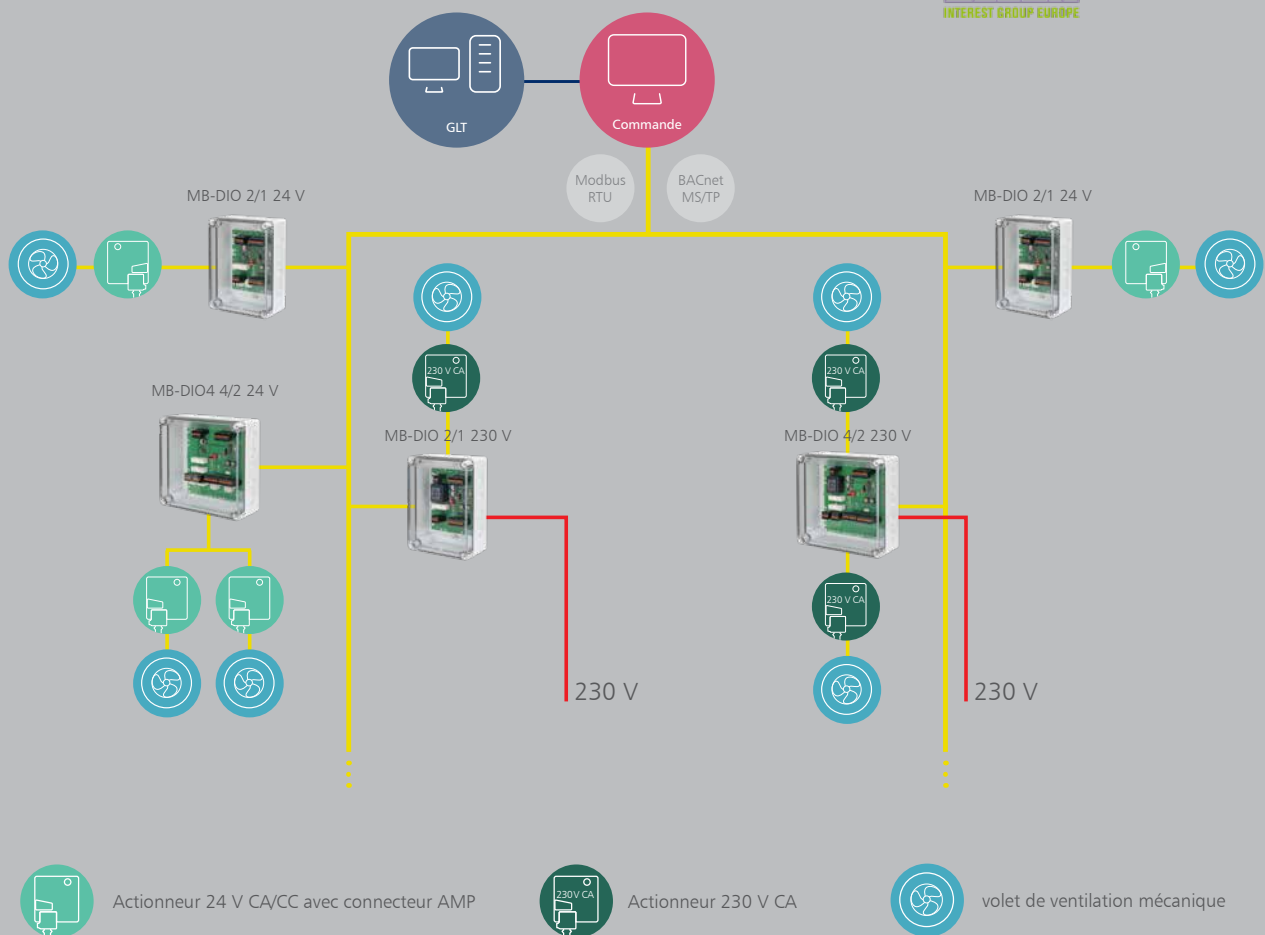 INTEREST GROUP EUROPE
GLT
Commande
Modbus
RTU
BACnet
MS/TP
MB-DIO 2/1 24 V
MB-DIO 2/1 24 V
230 V CA
230 V CA
MB-DIO4 4/2 24 V
MB-DIO 2/1 230 V
MB-DIO 4/2 230 V
230 V CA
230 V
230 V
Actionneur 24 V CA/CC avec connecteur AMP
230V CA
Actionneur 230 V CA
volet de ventilation mécanique